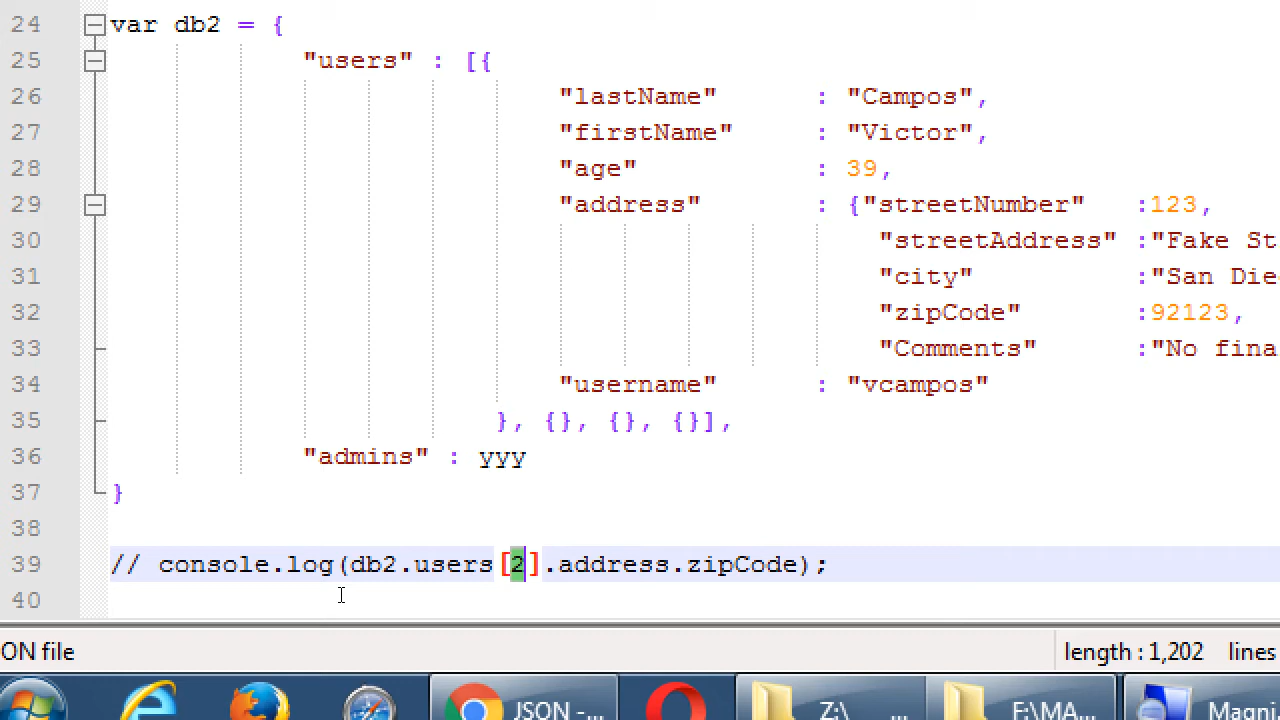 24 var db2 = {
25 "users" : [{
26 "lastName" : "Campos",
27 "firstName" : "Victor",
28 "age" : 39,
29 "address" : {"streetNumber" :123,
30 "streetAddress" :"Fake St
31 "city" :"San Die
32 "zipCode" :92123,
33 "Comments" :"No fina
34 "username" : "vcampos"
35 }, {}, {}, {}],
36 "admins" : yyy
37 }
38
39 // console.log(db2.users[2].address.zipCode);
40
ON file length : 1,202 lines
JSON -... Z:\ ... F:\MA... Magni